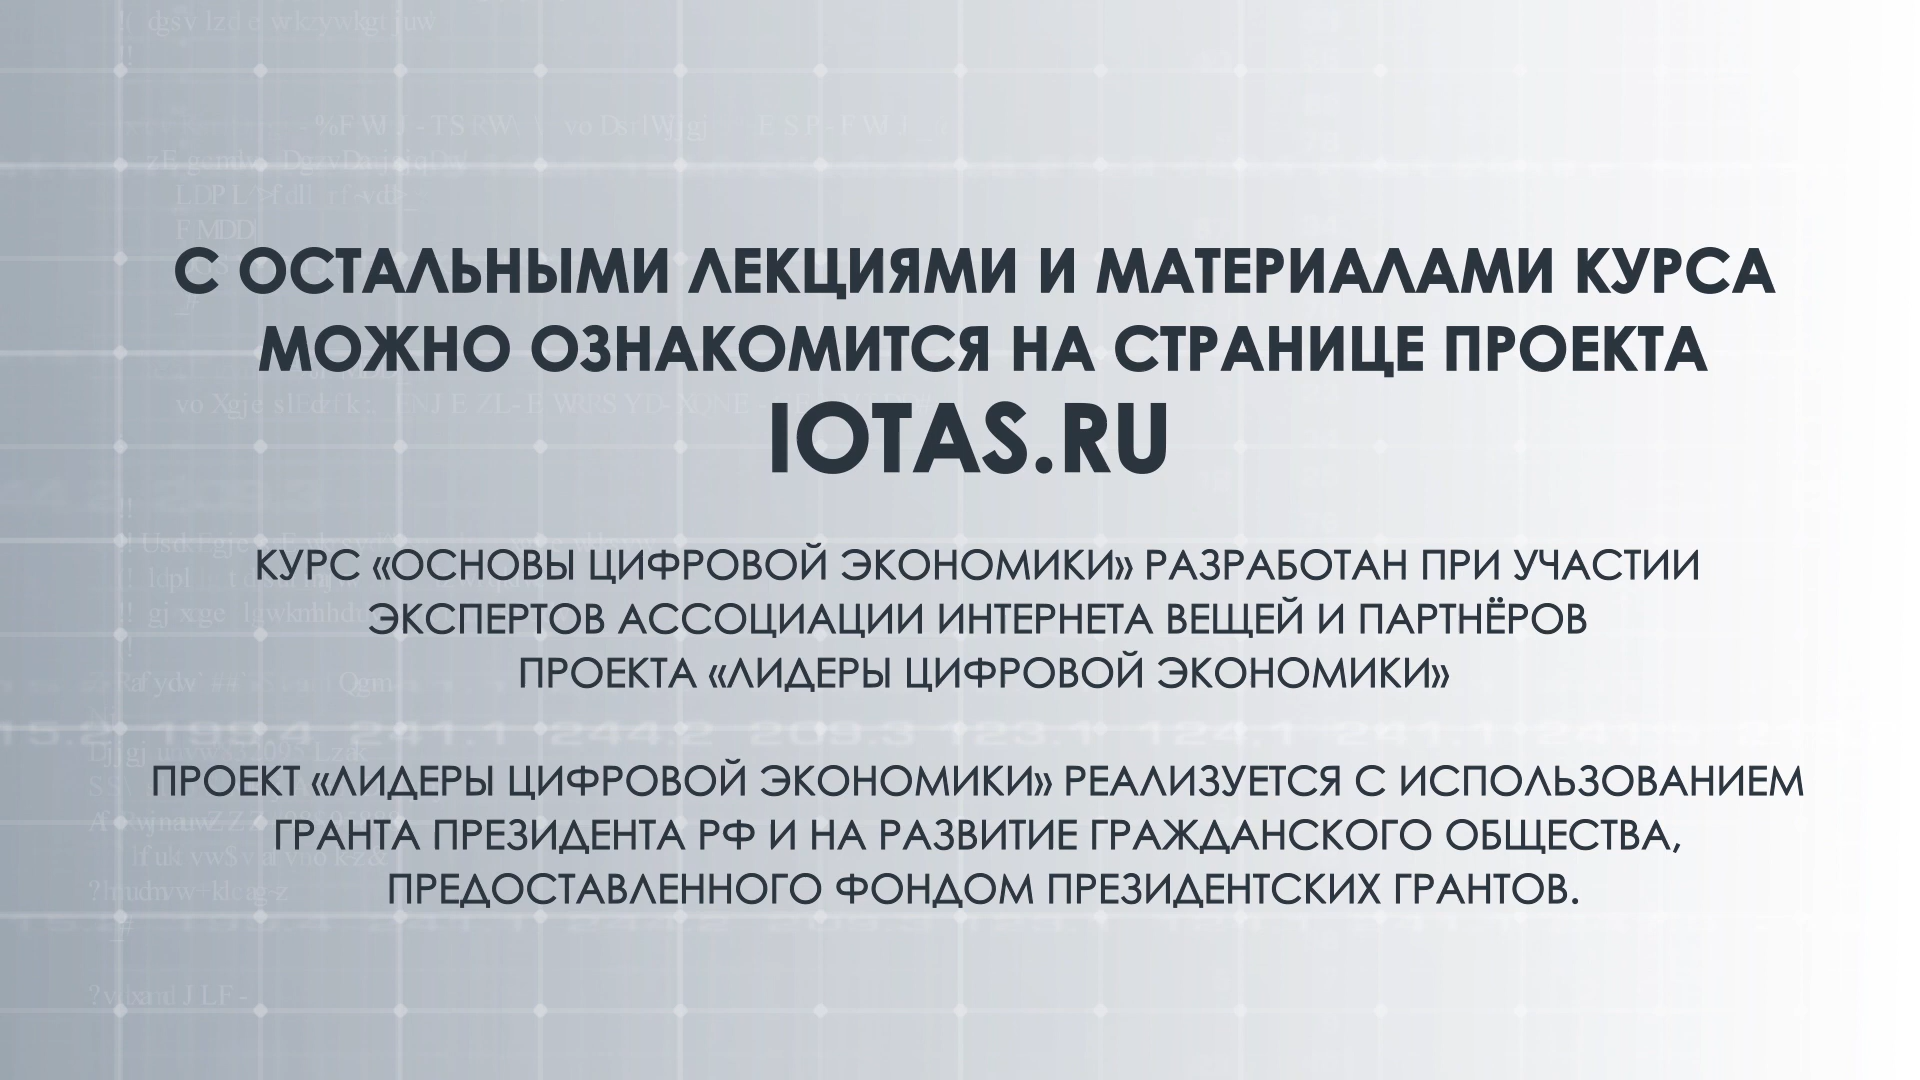 С ОСТАЛЬНЫМИ ЛЕКЦИЯМИ И МАТЕРИАЛАМИ КУРСА
МОЖНО ОЗНАКОМИТСЯ НА СТРАНИЦЕ ПРОЕКТА
IOTAS.RU
КУРС «ОСНОВЫ ЦИФРОВОЙ ЭКОНОМИКИ» РАЗРАБОТАН ПРИ УЧАСТИИ
ЭКСПЕРТОВ АССОЦИАЦИИ ИНТЕРНЕТА ВЕЩЕЙ И ПАРТНЁРОВ
ПРОЕКТА «ЛИДЕРЫ ЦИФРОВОЙ ЭКОНОМИКИ»
ПРОЕКТ «ЛИДЕРЫ ЦИФРОВОЙ ЭКОНОМИКИ» РЕАЛИЗУЕТСЯ С ИСПОЛЬЗОВАНИЕМ
ГРАНТА ПРЕЗИДЕНТА РФ И НА РАЗВИТИЕ ГРАЖДАНСКОГО ОБЩЕСТВА,
ПРЕДОСТАВЛЕННОГО ФОНДОМ ПРЕЗИДЕНТСКИХ ГРАНТОВ.